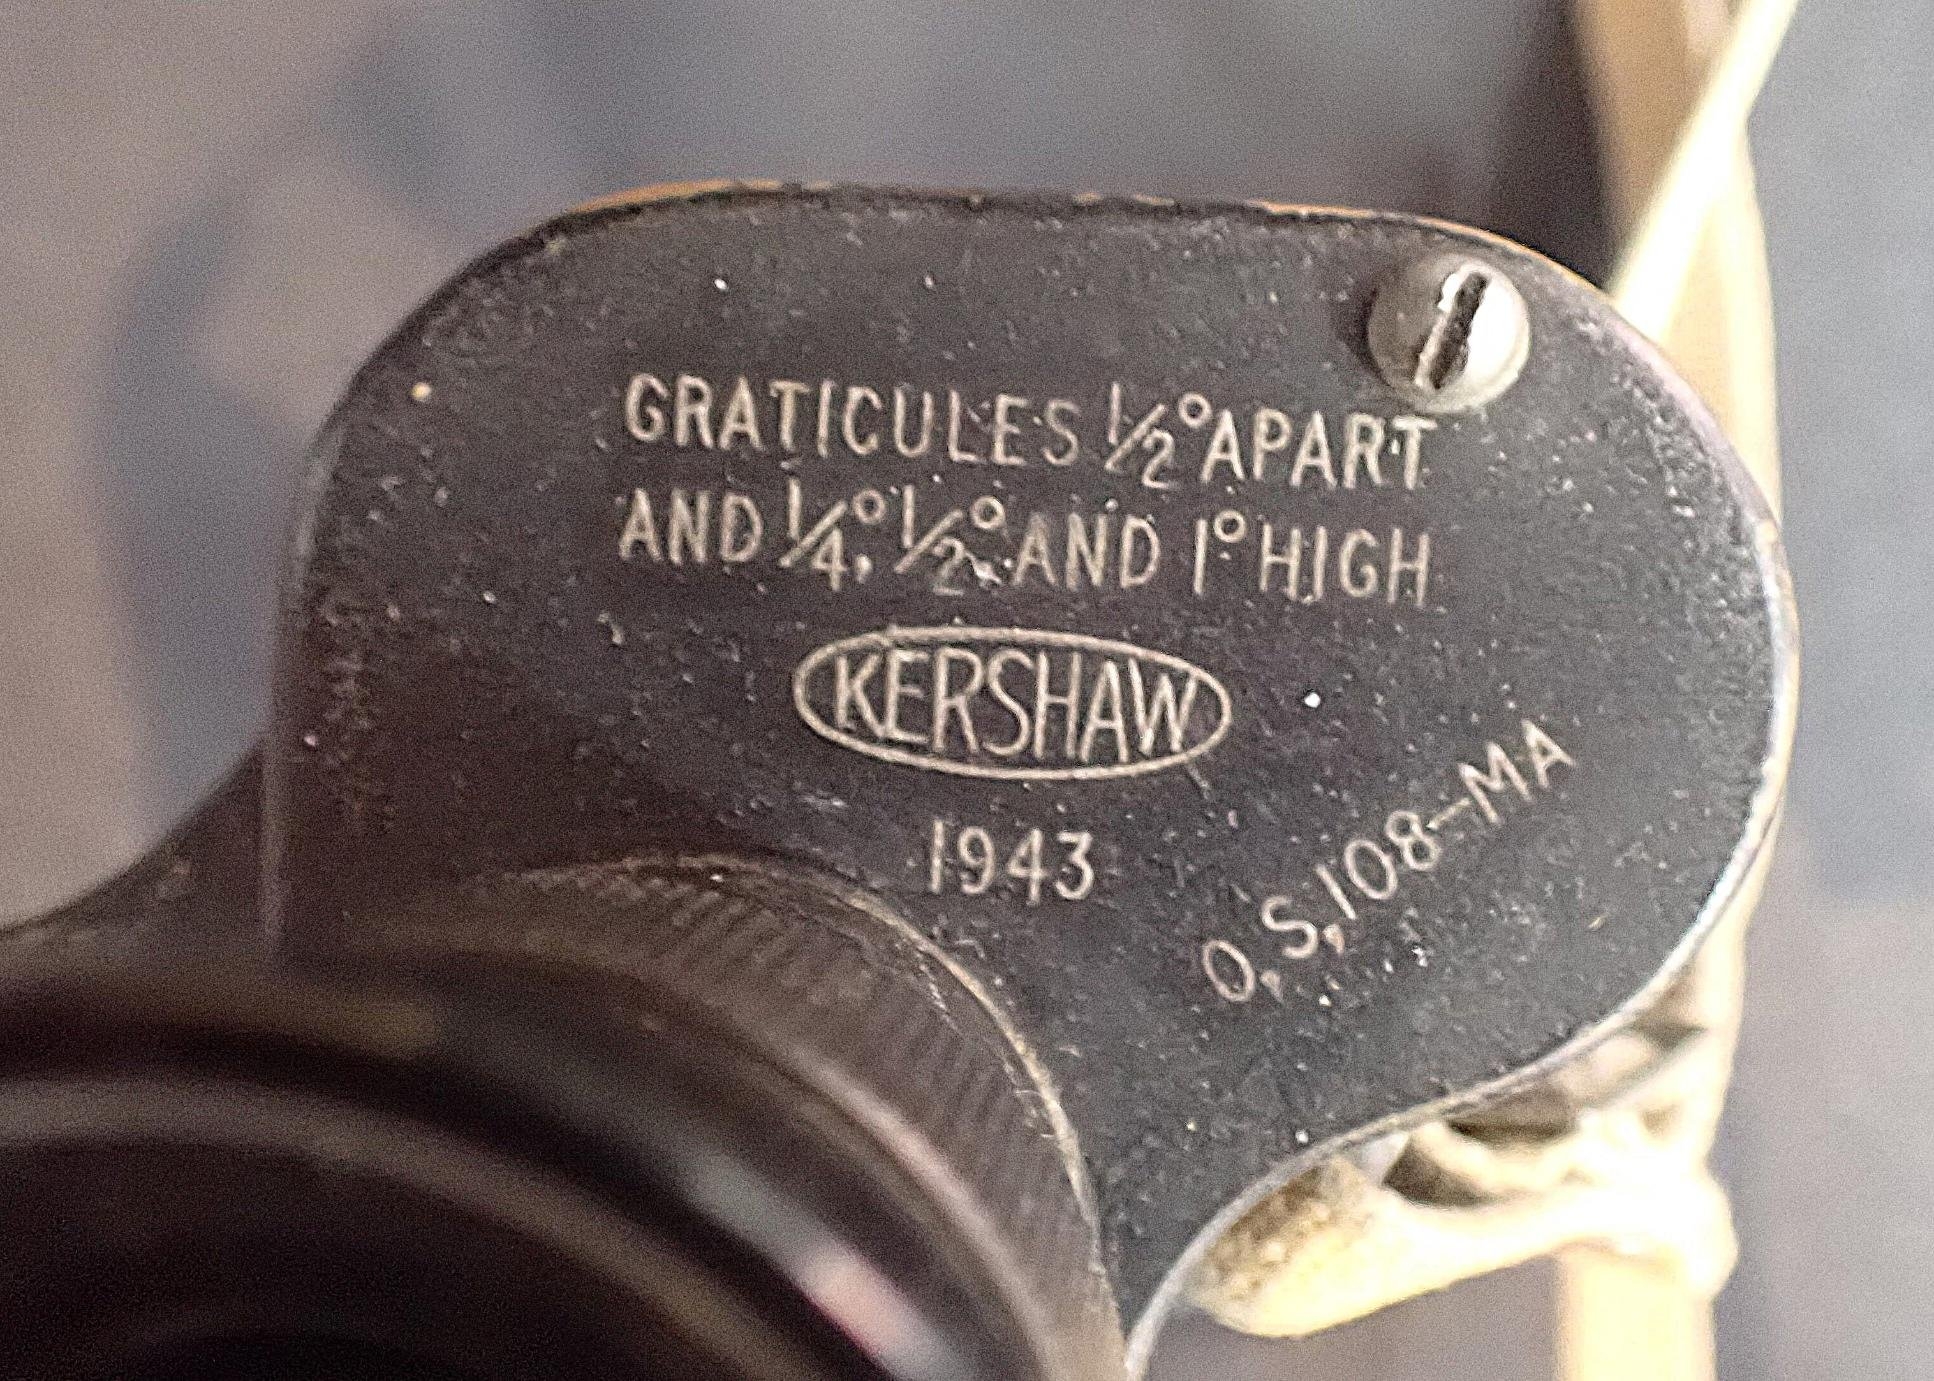 GRATICULES ½° APART
AND ¼°, ½° AND 1° HIGH
KERSHAW
1943
O.S.108-MA